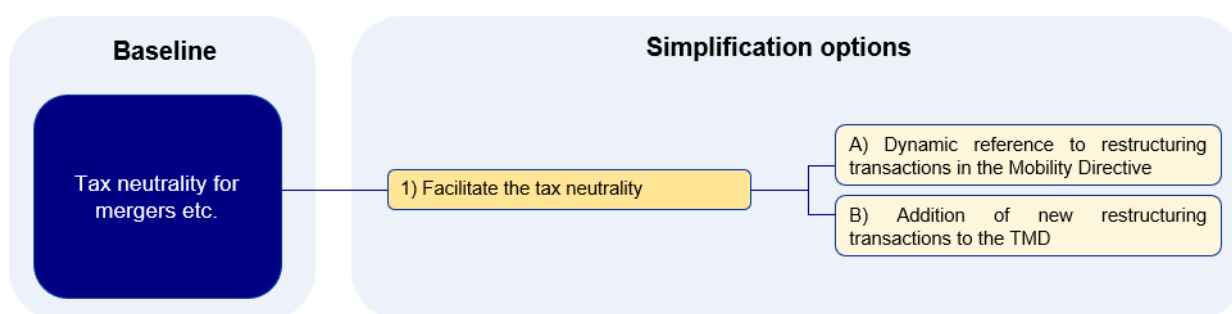 Baseline
Simplification options
Tax neutrality for
mergers etc.
1) Facilitate the tax neutrality
A) Dynamic reference to restructuring
transactions in the Mobility Directive
B) Addition of new restructuring
transactions to the TMD